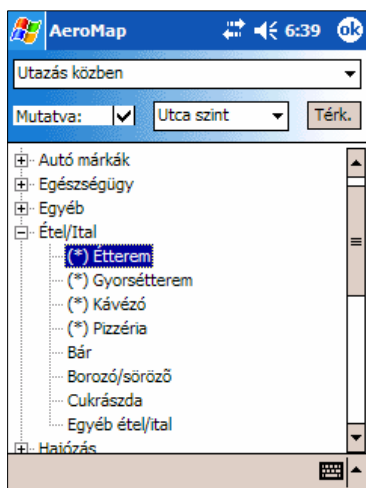 AeroMap 6:39 ok
Utazás közben
Mutatva: Utca szint Térk.
Autó márkák
Egészségügy
Egyéb
Étel/Ital
(*) Étterem
(*) Gyorsétterem
(*) Kávézó
(*) Pizzéria
Bár
Borozó/söröző
Cukrászda
Egyéb étel/ital
Hajózás